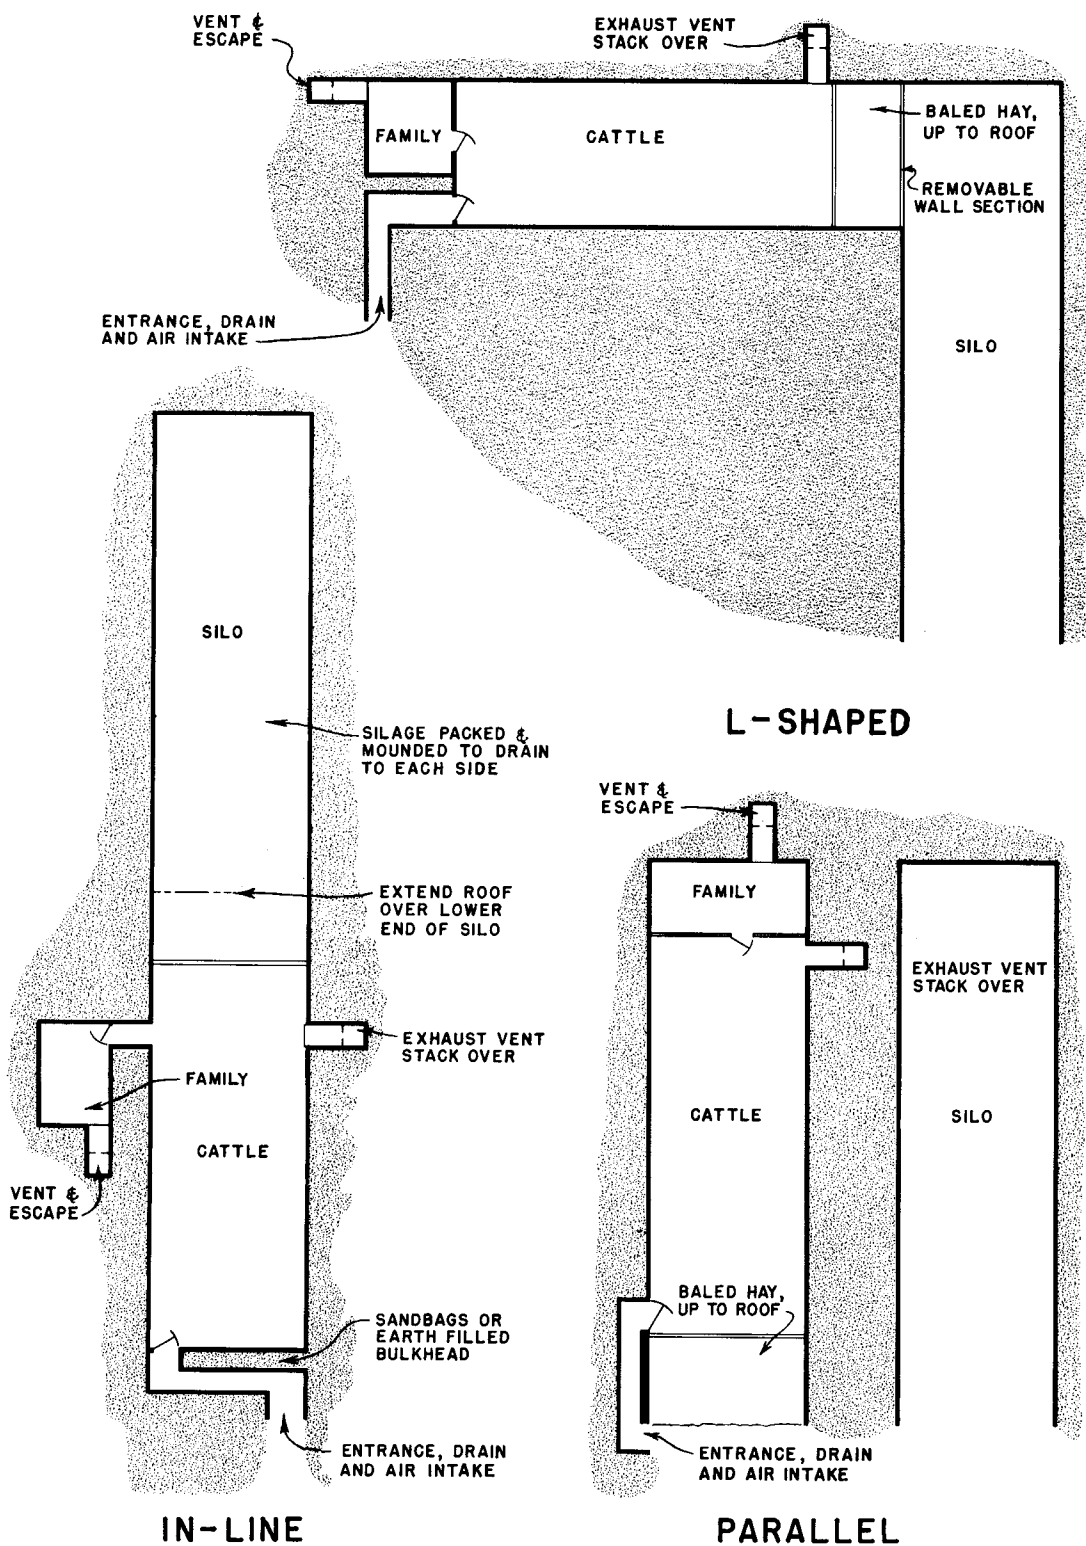 VENT &
ESCAPE
EXHAUST VENT
STACK OVER
FAMILY
CATTLE
BALED HAY,
UP TO ROOF
REMOVABLE
WALL SECTION
ENTRANCE, DRAIN
AND AIR INTAKE
SILO
L-SHAPED
SILO
SILAGE PACKED &
MOUNDED TO DRAIN
TO EACH SIDE
EXTEND ROOF
OVER LOWER
END OF SILO
EXHAUST VENT
STACK OVER
FAMILY
CATTLE
VENT &
ESCAPE
SANDBAGS OR
EARTH FILLED
BULKHEAD
ENTRANCE, DRAIN
AND AIR INTAKE
IN-LINE
VENT &
ESCAPE
FAMILY
EXHAUST VENT
STACK OVER
CATTLE
SILO
BALED HAY,
UP TO ROOF
ENTRANCE, DRAIN
AND AIR INTAKE
PARALLEL